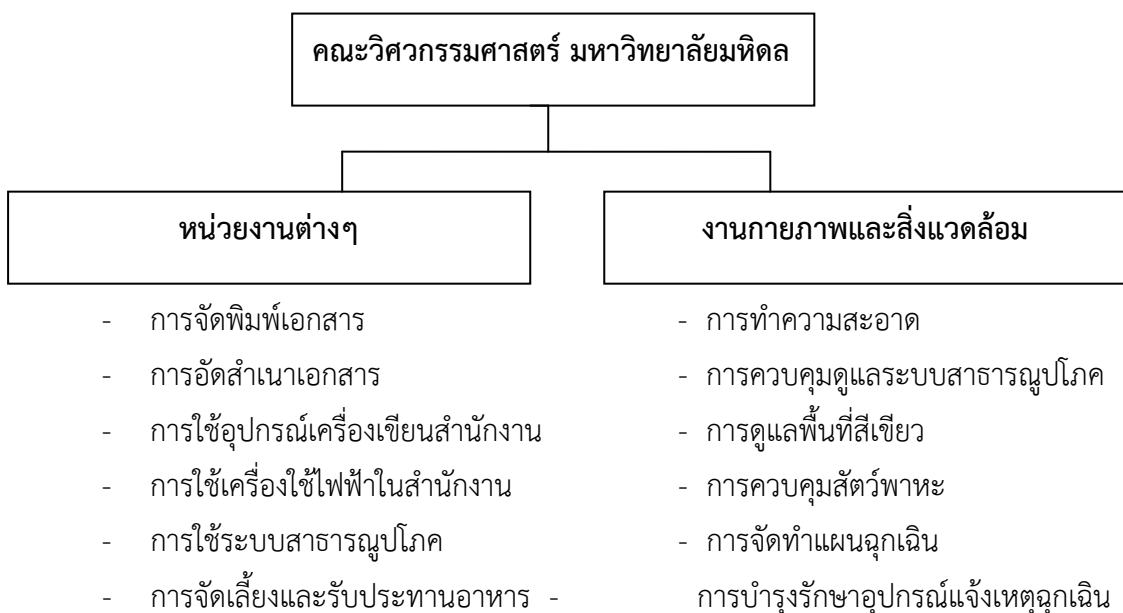 คณะวิศวกรรมศาสตร์ มหาวิทยาลัยมหิดล
หน่วยงานต่างๆ
งานกายภาพและสิ่งแวดล้อม
- การจัดพิมพ์เอกสาร
- การอัดสำเนาเอกสาร
- การใช้อุปกรณ์เครื่องเขียนสำนักงาน
- การใช้เครื่องใช้ไฟฟ้าในสำนักงาน
- การใช้ระบบสาธารณูปโภค
- การจัดเลี้ยงและรับประทานอาหาร
- การทำความสะอาด
- การควบคุมดูแลระบบสาธารณูปโภค
- การดูแลพื้นที่สีเขียว
- การควบคุมสัตว์พาหะ
- การจัดทำแผนฉุกเฉิน
- การบำรุงรักษาอุปกรณ์แจ้งเหตุฉุกเฉิน